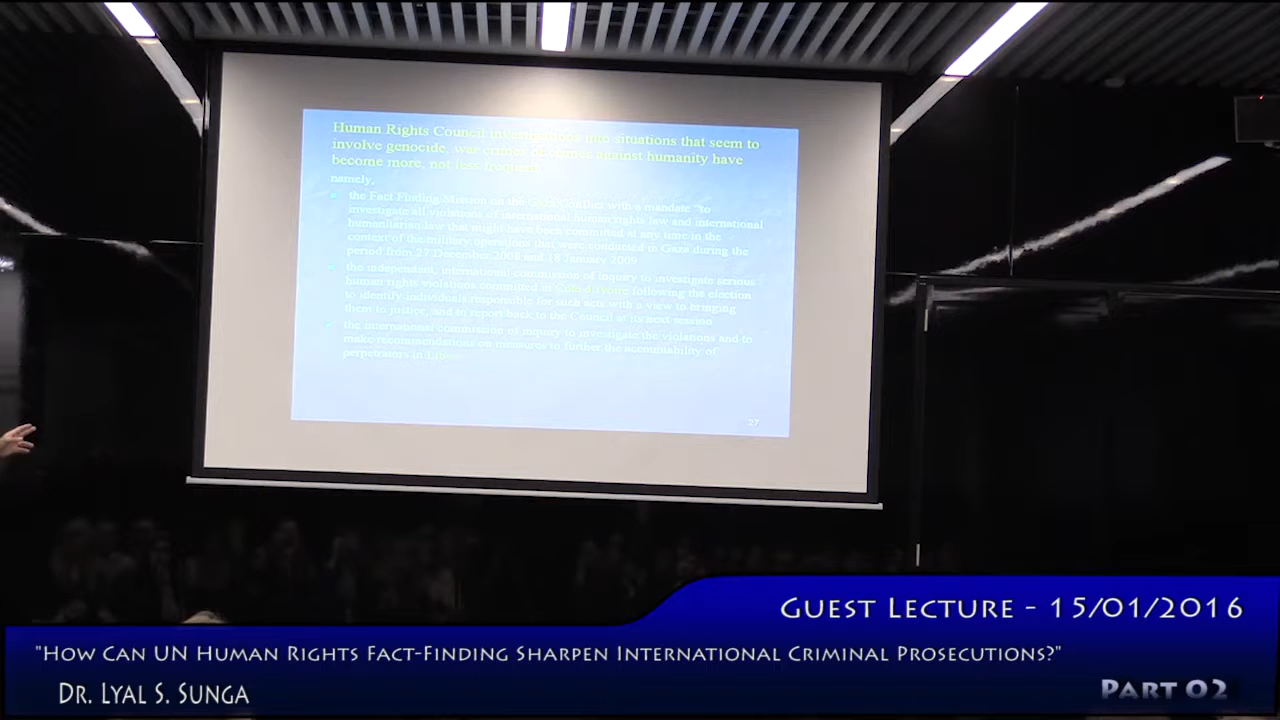 Human Rights Council investigations into situations that seem to
involve genocide, war crimes or crimes against humanity have
become more, not less frequent,
namely,
the Fact Finding Mission on the Gaza Conflict with a mandate "to
investigate all violations of international human rights law and international
humanitarian law that might have been committed at any time in the
context of the military operations that were conducted in Gaza during the
period from 27 December 2008 and 18 January 2009
the independant, international commission of inquiry to investigate serious
human rights violations committed in Côte d'Ivoire following the election
to identify individuals responsible for such acts with a view to bringing
them to justice, and to report back to the Council at its next session
the international commission of inquiry to investigate the violations and to
make recommendations on measures to further the accountability of
perpetrators in Libya
27
Guest Lecture - 15/01/2016
"How Can UN Human Rights Fact-Finding Sharpen International Criminal Prosecutions?"
Dr. Lyal S. Sunga
Part 02